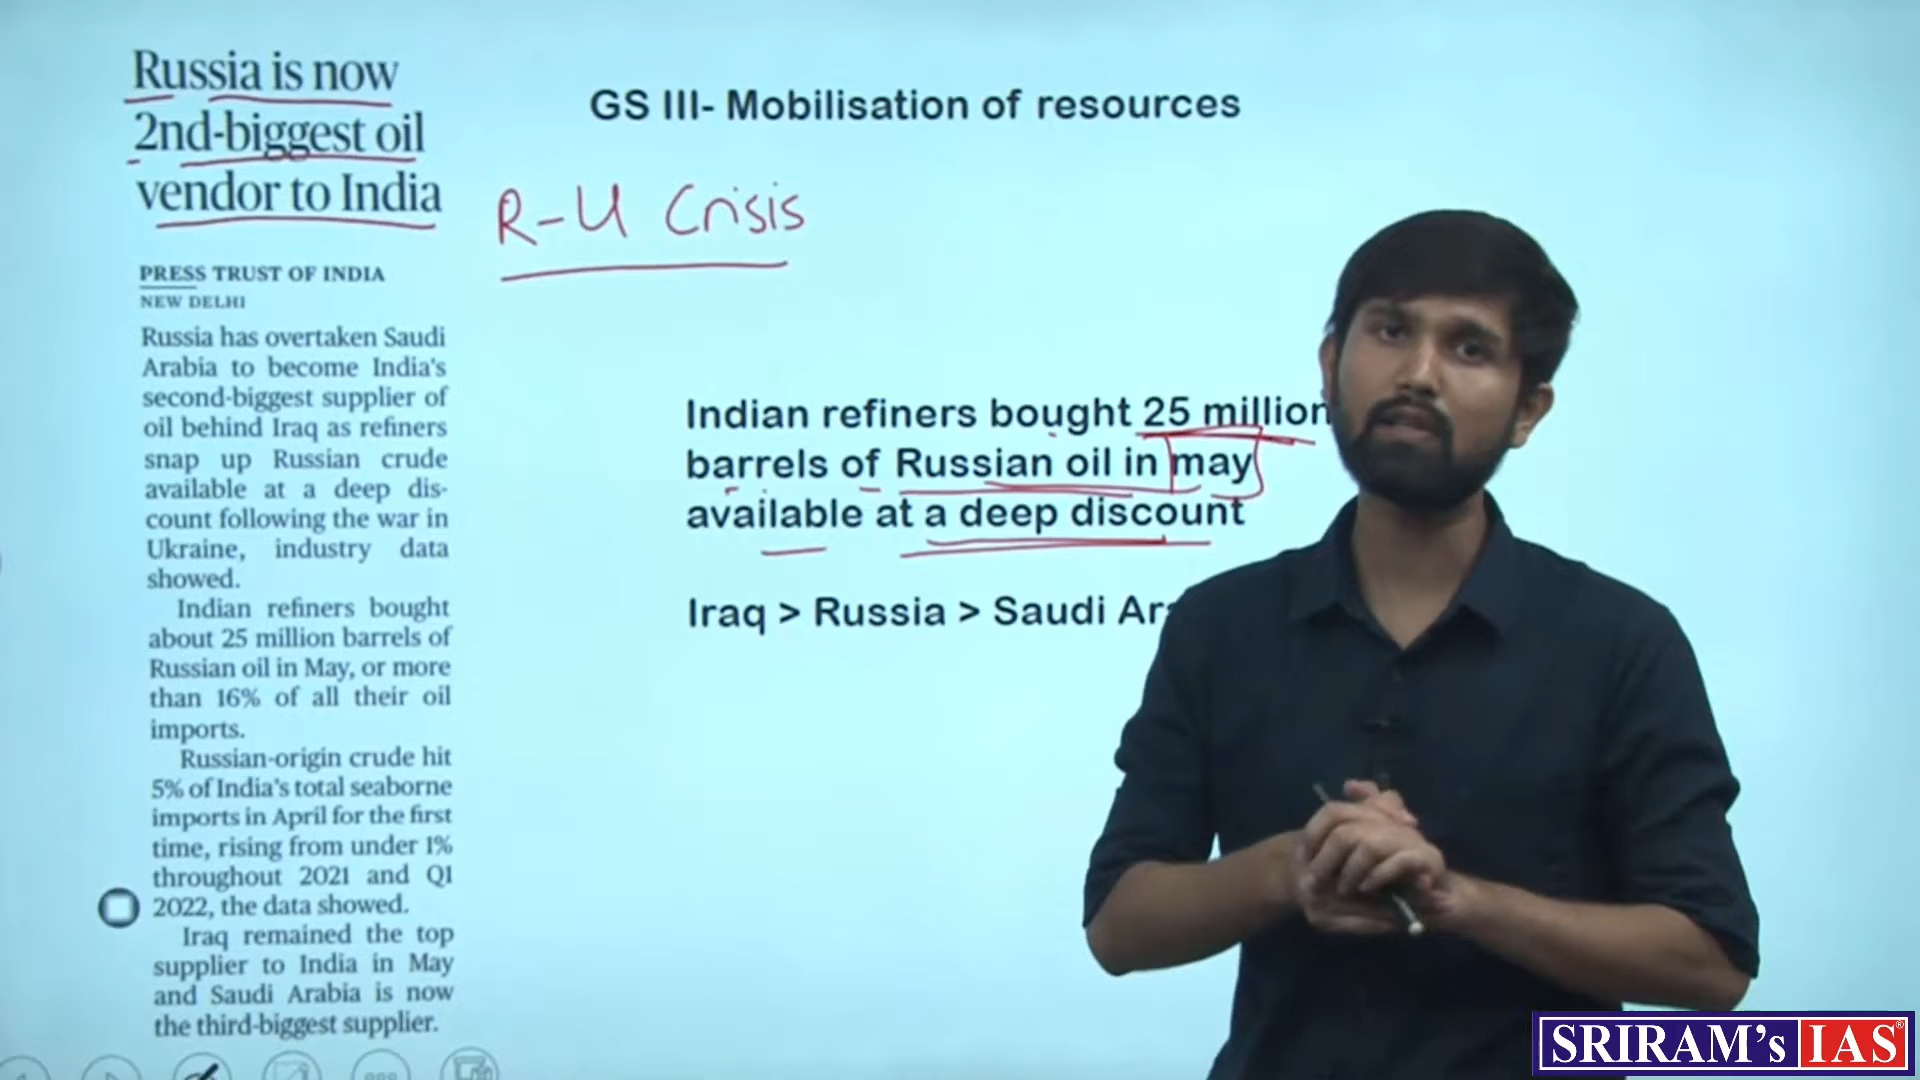 Russia is now
2nd-biggest oil
vendor to India
PRESS TRUST OF INDIA
NEW DELHI
Russia has overtaken Saudi
Arabia to become India's
second-biggest supplier of
oil behind Iraq as refiners
snap up Russian crude
available at a deep dis-
count following the war in
Ukraine, industry data
showed.
Indian refiners bought
about 25 million barrels of
Russian oil in May, or more
than 16% of all their oil
imports.
Russian-origin crude hit
5% of India's total seaborne
imports in April for the first
time, rising from under 1%
throughout 2021 and Q1
2022, the data showed.
Iraq remained the top
supplier to India in May
and Saudi Arabia is now
the third-biggest supplier.
GS III- Mobilisation of resources
R-U Crisis
Indian refiners bought 25 million
barrels of Russian oil in may
available at a deep discount
Iraq > Russia > Saudi
SRIRAM's IAS®